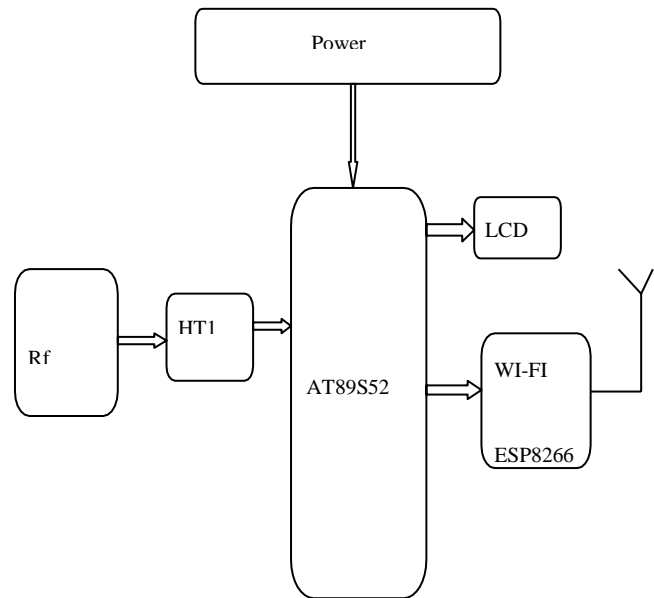 Power
LCD
HT1
Rf
AT89S52
WI-FI
ESP8266